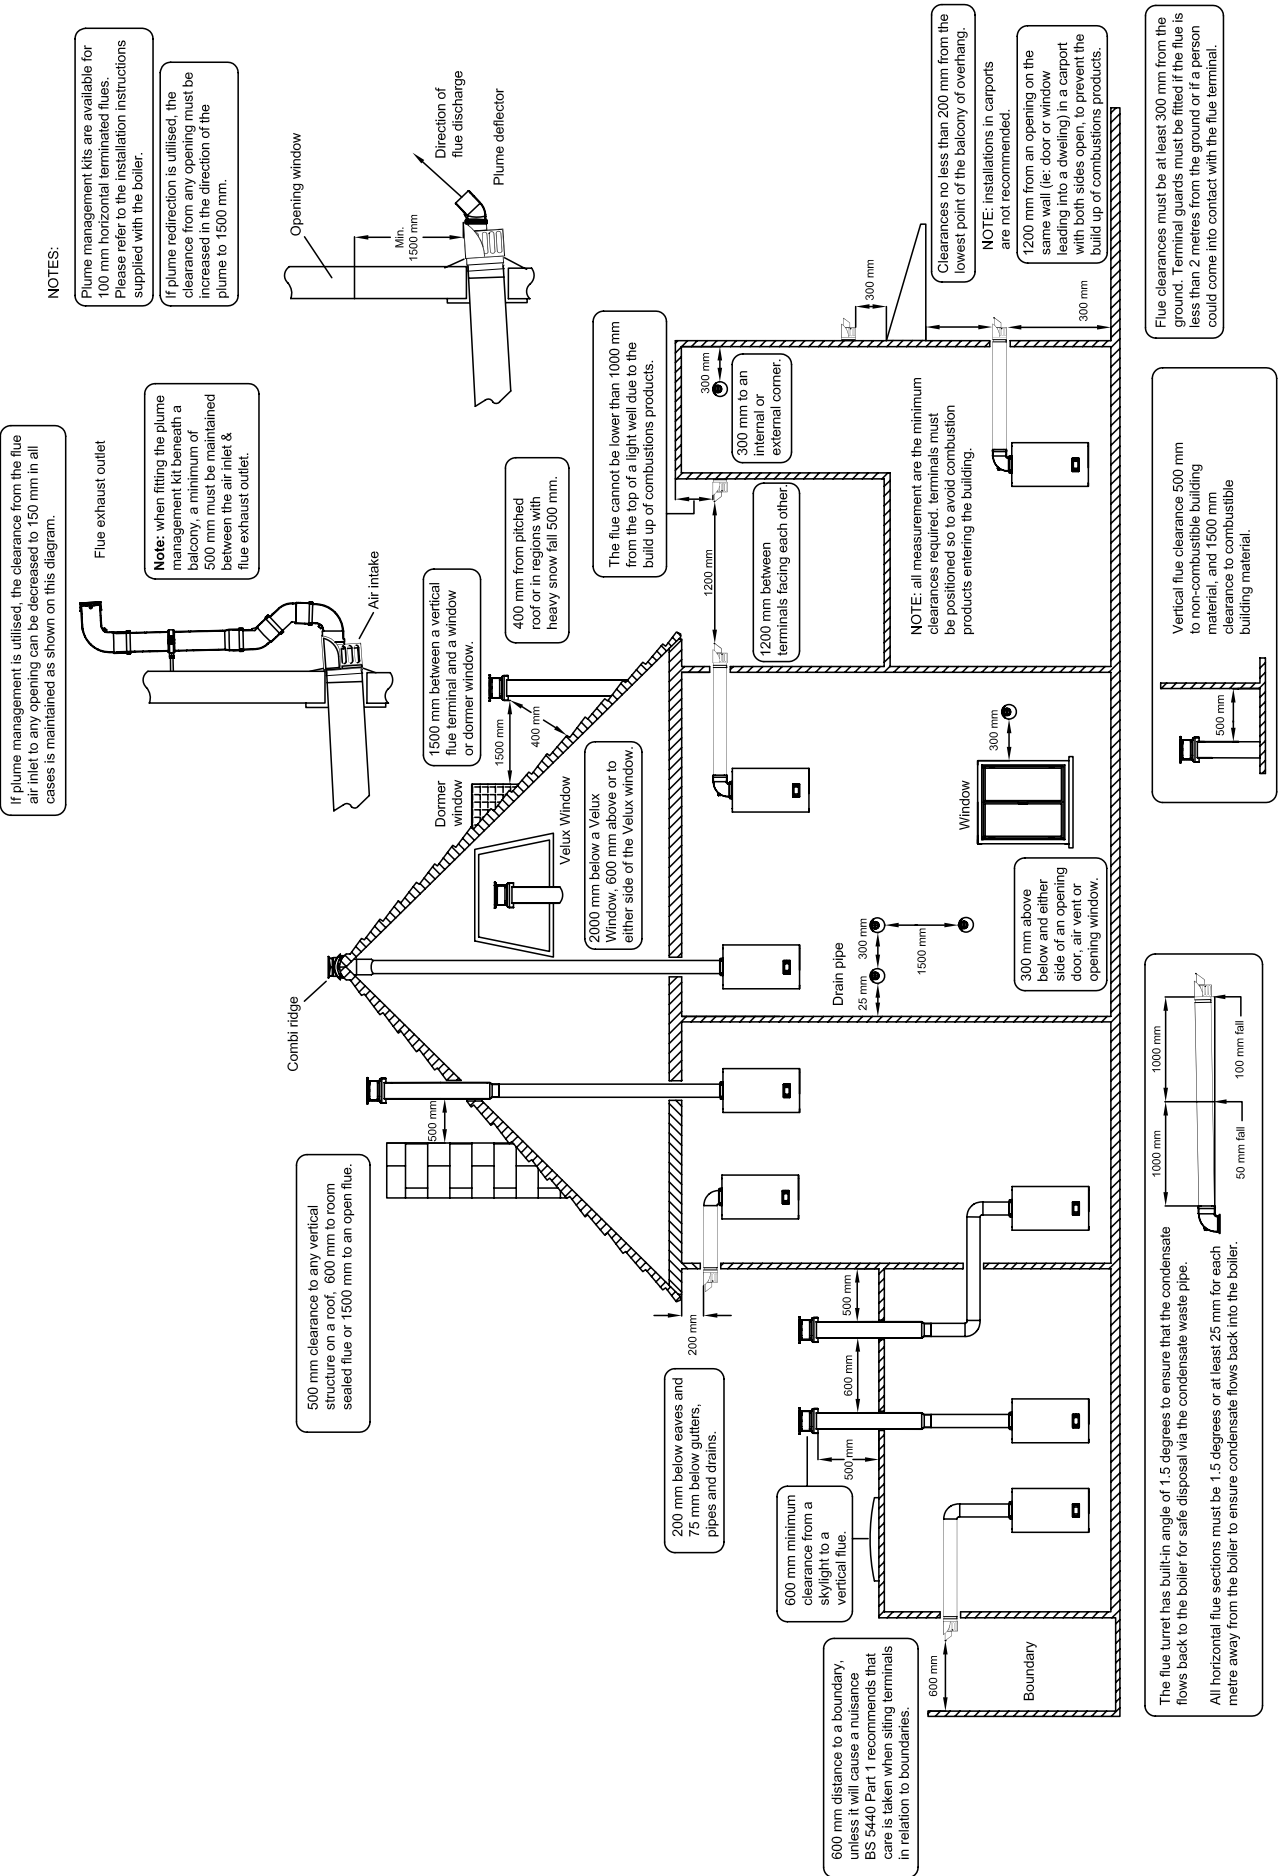 NOTES:
Plume management kits are available for
100 mm horizontal terminated flues.
Please refer to the installation instructions
supplied with the boiler.
If plume redirection is utilised, the
clearance from any opening must be
increased in the direction of the
plume to 1500 mm.
If plume management is utilised, the clearance from the flue
air inlet to any opening can be decreased to 150 mm in all
cases is maintained as shown on this diagram.
Flue exhaust outlet
Note: when fitting the plume
management kit beneath a
balcony, a minimum of
500 mm must be maintained
between the air inlet &
flue exhaust outlet.
Air intake
Opening window
Min.
1500 mm
Direction of
flue discharge
Plume deflector
Combi ridge
500 mm clearance to any vertical
structure on a roof, 600 mm to room
sealed flue or 1500 mm to an open flue.
500 mm
Dormer
window
1500 mm between a vertical
flue terminal and a window
or dormer window.
1500 mm
400 mm
400 mm from pitched
roof or in regions with
heavy snow fall 500 mm.
Velux Window
2000 mm below a Velux
Window, 600 mm above or to
either side of the Velux window.
The flue cannot be lower than 1000 mm
from the top of a light well due to the
build up of combustions products.
1200 mm
1200 mm between
terminals facing each other.
300 mm
300 mm to an
internal or
external corner.
300 mm
Clearances no less than 200 mm from the
lowest point of the balcony of overhang.
NOTE: installations in carports
are not recommended.
1200 mm from an opening on the
same wall (ie: door or window
leading into a dweling) in a carport
with both sides open, to prevent the
build up of combustions products.
300 mm
NOTE: all measurement are the minimum
clearances required. terminals must
be positioned so to avoid combustion
products entering the building.
200 mm
200 mm below eaves and
75 mm below gutters,
pipes and drains.
500 mm
600 mm
500 mm
600 mm minimum
clearance from a
skylight to a
vertical flue.
600 mm distance to a boundary,
unless it will cause a nuisance
BS 5440 Part 1 recommends that
care is taken when siting terminals
in relation to boundaries.
600 mm
Boundary
Drain pipe
25 mm
300 mm
1500 mm
Window
300 mm
300 mm above
below and either
side of an opening
door, air vent or
opening window.
The flue turret has built-in angle of 1.5 degrees to ensure that the condensate
flows back to the boiler for safe disposal via the condensate waste pipe.
All horizontal flue sections must be 1.5 degrees or at least 25 mm for each
metre away from the boiler to ensure condensate flows back into the boiler.
1000 mm
1000 mm
50 mm fall
100 mm fall
500 mm
Vertical flue clearance 500 mm
to non-combustible building
material, and 1500 mm
clearance to combustible
building material.
Flue clearances must be at least 300 mm from the
ground. Terminal guards must be fitted if the flue is
less than 2 metres from the ground or if a person
could come into contact with the flue terminal.